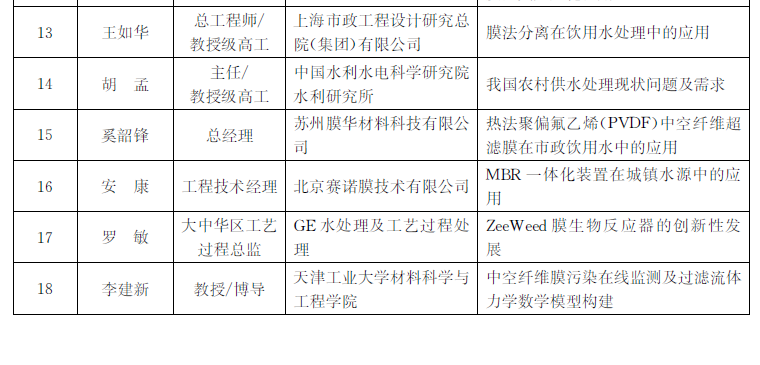 13 王如华 总工程师/ 上海市政工程设计研究总 膜法分离在饮用水处理中的应用
教授级高工 院(集团)有限公司
14 胡 孟 主任/ 中国水利水电科学研究院 我国农村供水处理现状问题及需求
教授级高工 水利研究所
15 奚韶锋 总经理 苏州膜华材料科技有限公 热法聚偏氟乙烯(PVDF)中空纤维超
司 滤膜在市政饮用水中的应用
16 安 康 工程技术经理 北京赛诺膜技术有限公司 MBR 一体化装置在城镇水源中的应
用
17 罗 敏 大中华区工艺 GE 水处理及工艺过程处 ZeeWeed 膜生物反应器的创新性发
过程总监 理 展
18 李建新 教授/博导 天津工业大学材料科学与 中空纤维膜污染在线监测及过滤流体
工程学院 力学数学模型构建